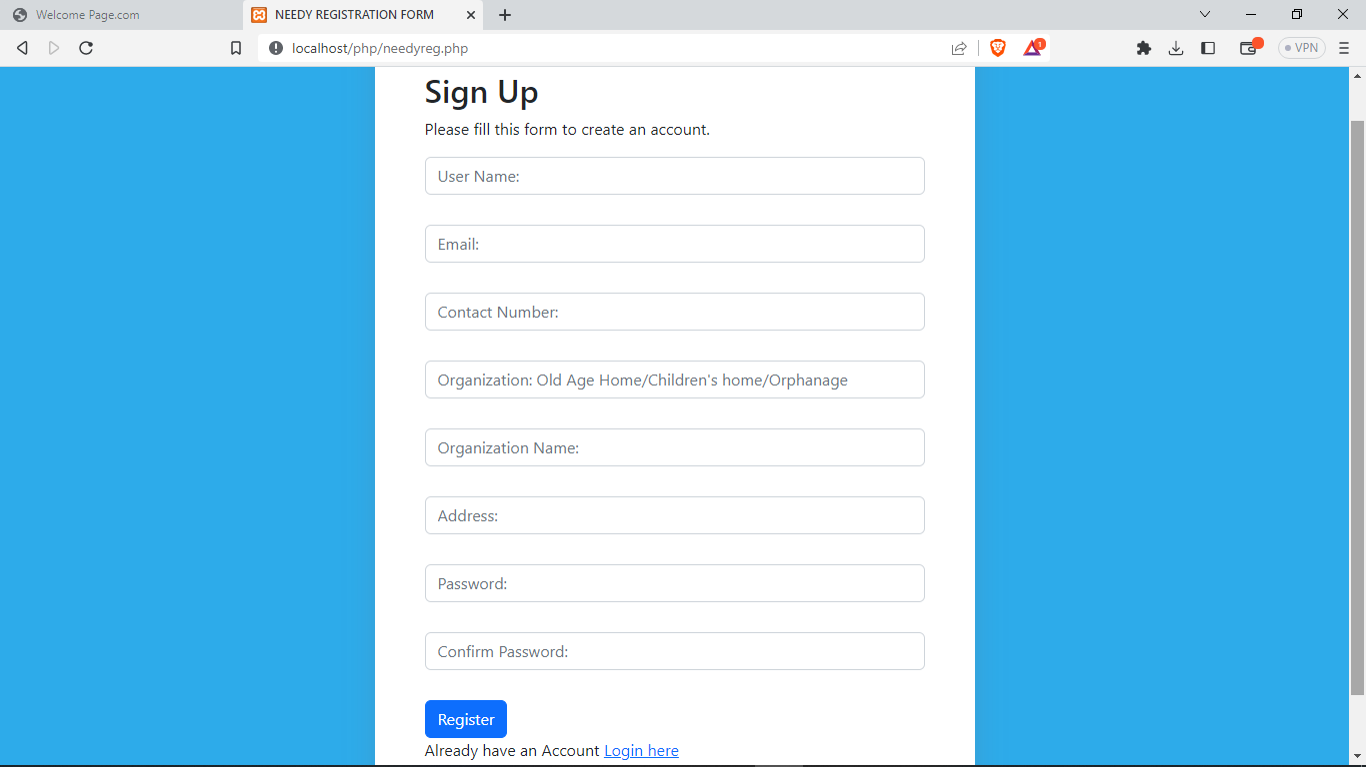 Welcome Page.com
NEEDY REGISTRATION FORM
localhost/php/needyreg.php
1
VPN
Sign Up
Please fill this form to create an account.
User Name:
Email:
Contact Number:
Organization: Old Age Home/Children's home/Orphanage
Organization Name:
Address:
Password:
Confirm Password:
Register
Already have an Account Login here